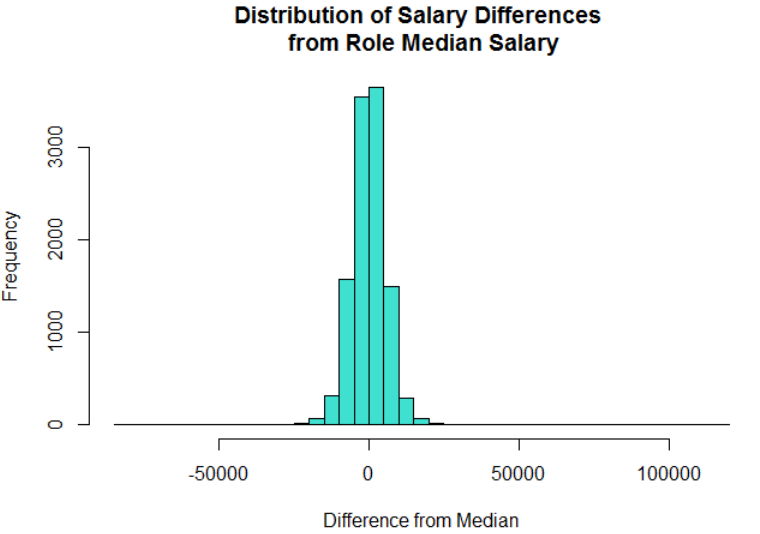 Distribution of Salary Differences
from Role Median Salary
Frequency
3000
2000
1000
0
-50000 0 50000 100000
Difference from Median